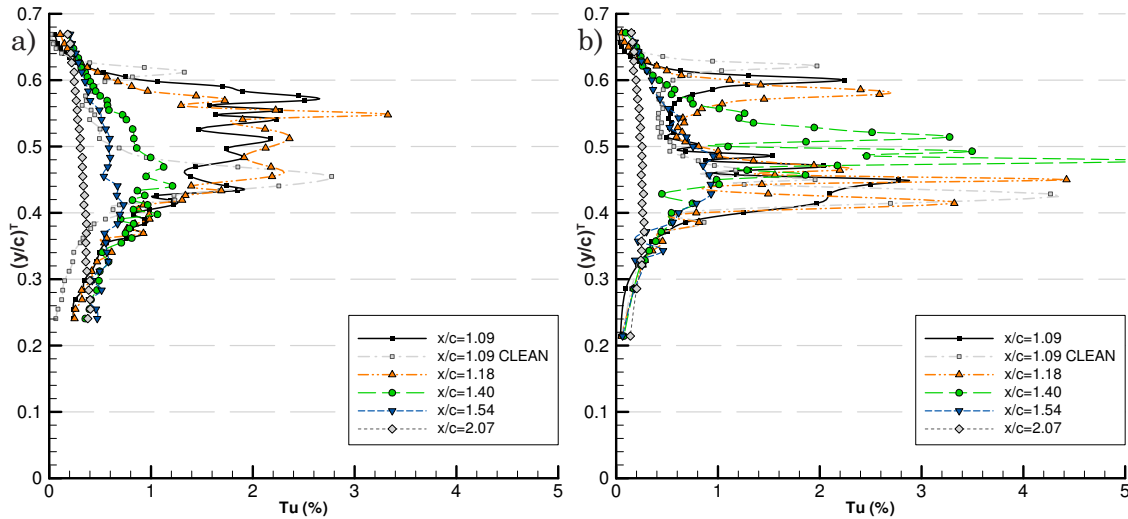 a)
0.7
0.6
0.5
0.4
0.3
0.2
0.1
0
(y/c)ᵀ
0 1 2 3 4 5
Tu (%)
x/c=1.09
x/c=1.09 CLEAN
x/c=1.18
x/c=1.40
x/c=1.54
x/c=2.07
b)
0.7
0.6
0.5
0.4
0.3
0.2
0.1
0
(y/c)ᵀ
0 1 2 3 4 5
Tu (%)
x/c=1.09
x/c=1.09 CLEAN
x/c=1.18
x/c=1.40
x/c=1.54
x/c=2.07